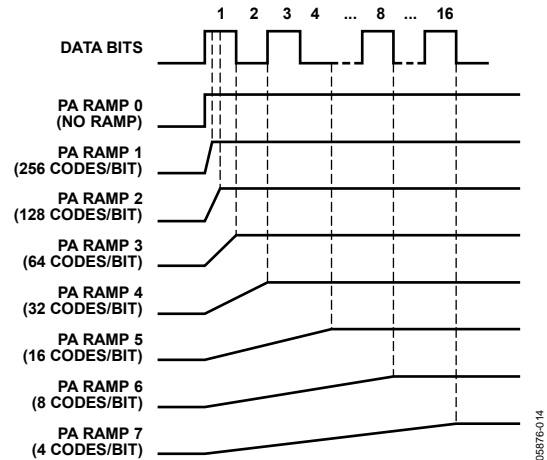 1 2 3 4 ... 8 ... 16
DATA BITS
PA RAMP 0
(NO RAMP)
PA RAMP 1
(256 CODES/BIT)
PA RAMP 2
(128 CODES/BIT)
PA RAMP 3
(64 CODES/BIT)
PA RAMP 4
(32 CODES/BIT)
PA RAMP 5
(16 CODES/BIT)
PA RAMP 6
(8 CODES/BIT)
PA RAMP 7
(4 CODES/BIT)
05876-014